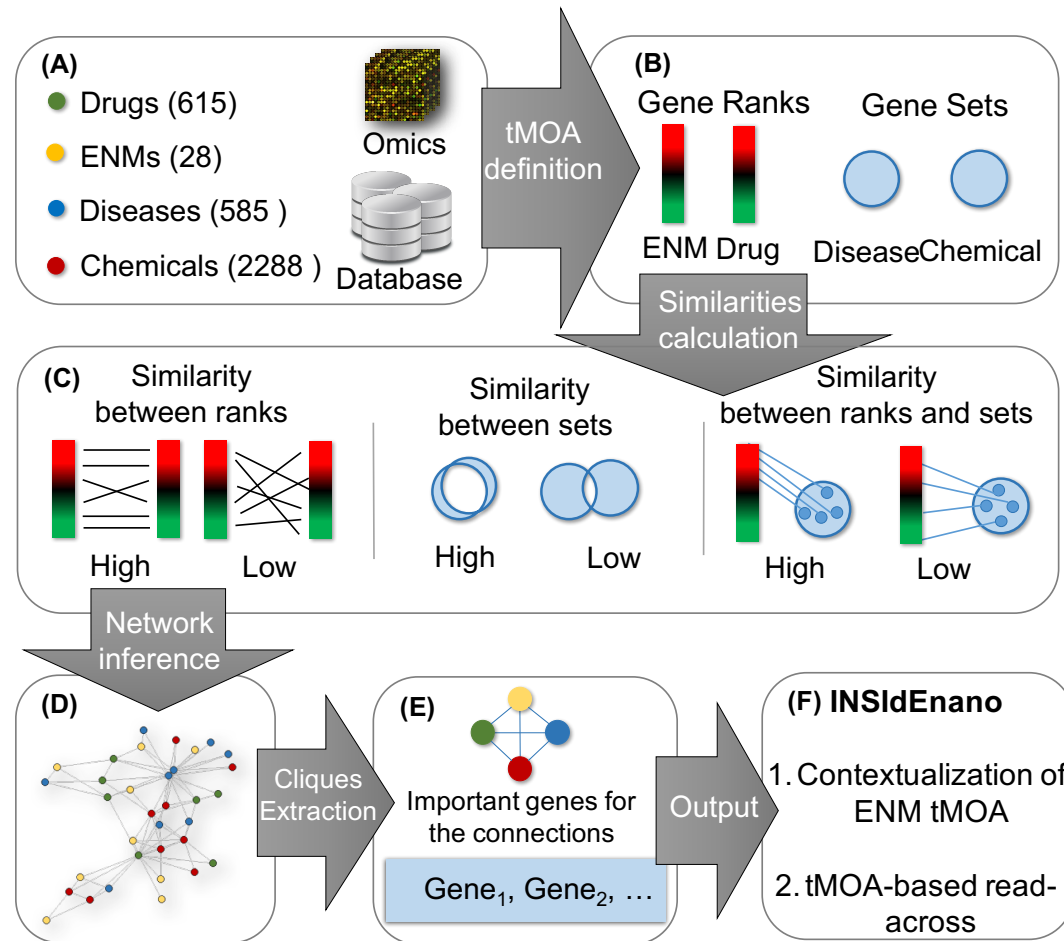 (A)
Drugs (615)
ENMs (28)
Diseases (585 )
Chemicals (2288 )
Omics
Database
tMOA
definition
(B)
Gene Ranks
Gene Sets
ENM Drug
Disease Chemical
Similarities
calculation
(C)
Similarity
between ranks
High
Low
Similarity
between sets
High
Low
Similarity
between ranks and sets
High
Low
Network
inference
(D)
Cliques
Extraction
(E)
Important genes for
the connections
Gene₁, Gene₂, …
Output
(F) INSIdEnano
1. Contextualization of
ENM tMOA
2. tMOA-based read-
across